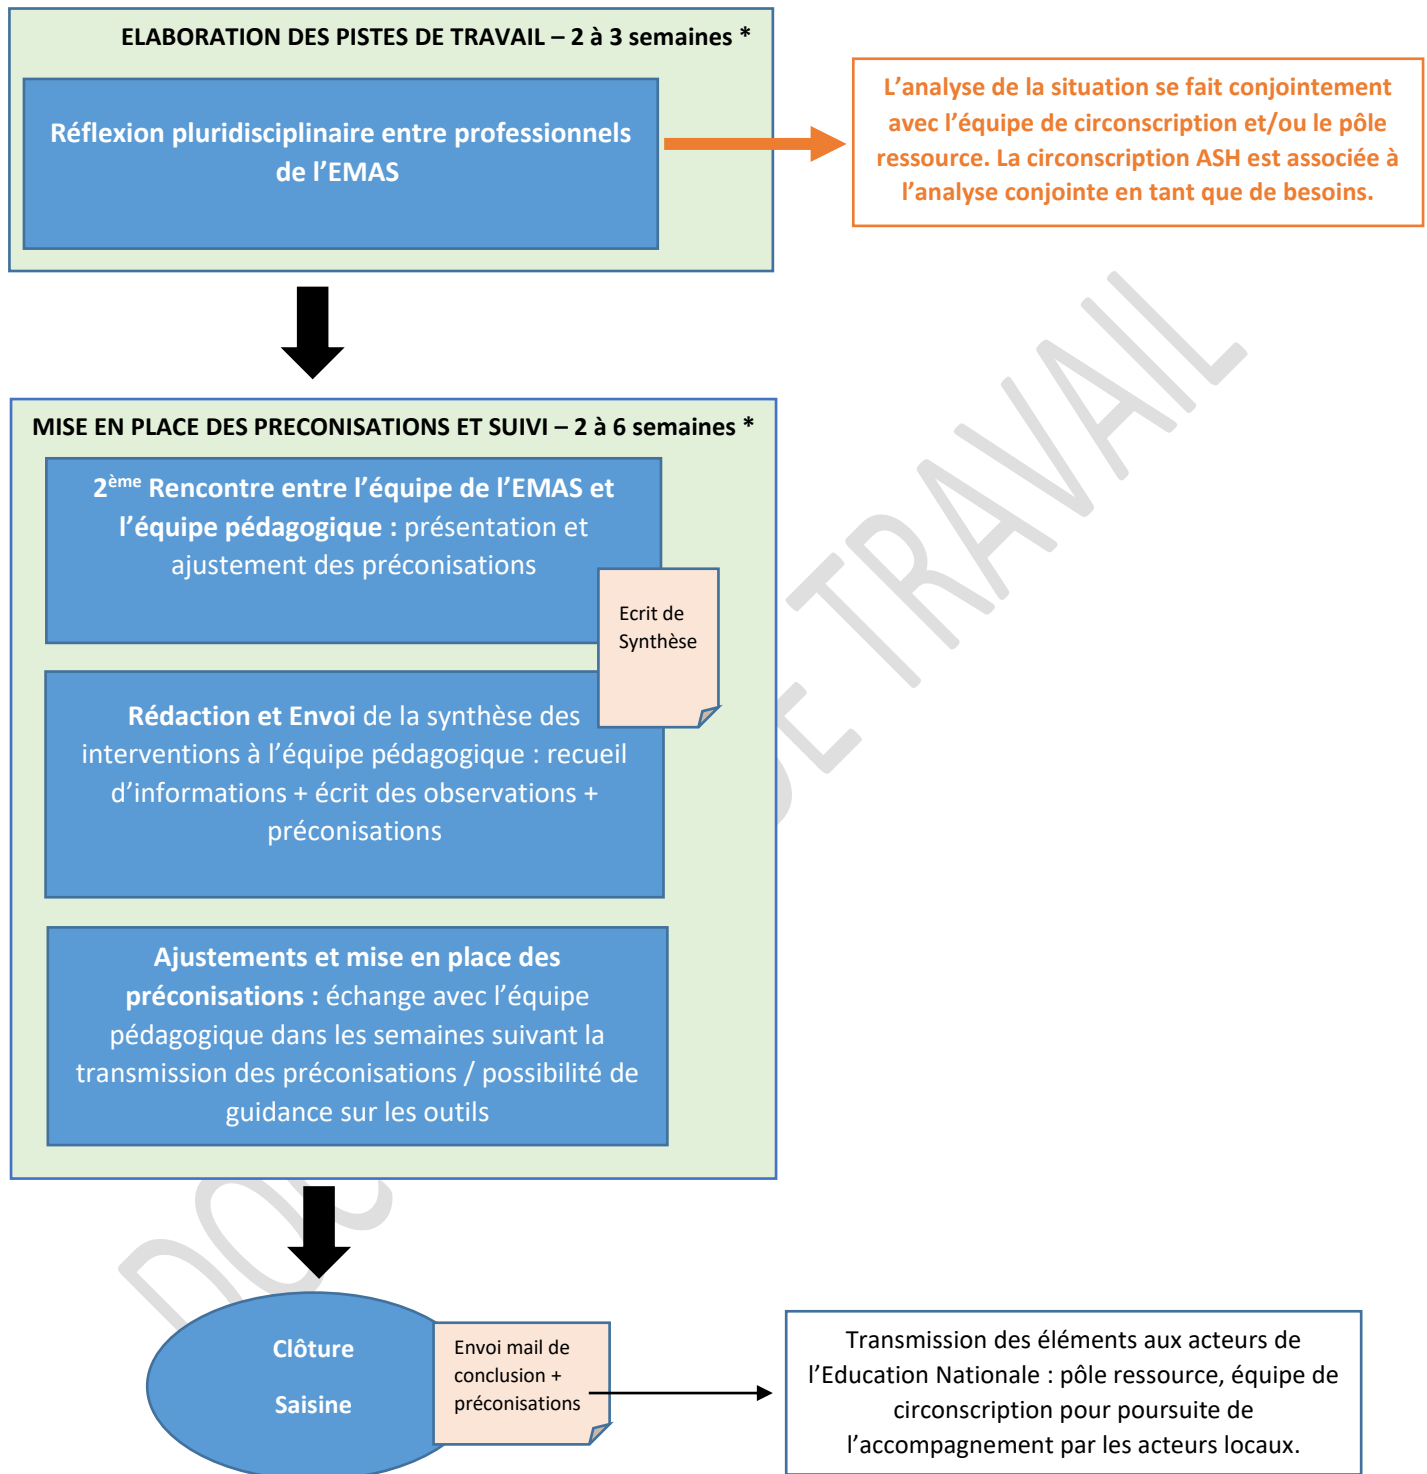 ELABORATION DES PISTES DE TRAVAIL – 2 à 3 semaines *
Réflexion pluridisciplinaire entre professionnels
de l’EMAS
L’analyse de la situation se fait conjointement
avec l’équipe de circonscription et/ou le pôle
ressource. La circonscription ASH est associée à
l’analyse conjointe en tant que de besoins.
MISE EN PLACE DES PRECONISATIONS ET SUIVI – 2 à 6 semaines *
2ème Rencontre entre l’équipe de l’EMAS et
l’équipe pédagogique : présentation et
ajustement des préconisations
Ecrit de
Synthèse
Rédaction et Envoi de la synthèse des
interventions à l’équipe pédagogique : recueil
d’informations + écrit des observations +
préconisations
Ajustements et mise en place des
préconisations : échange avec l’équipe
pédagogique dans les semaines suivant la
transmission des préconisations / possibilité de
guidance sur les outils
Clôture
Saisine
Envoi mail de
conclusion +
préconisations
Transmission des éléments aux acteurs de
l’Education Nationale : pôle ressource, équipe de
circonscription pour poursuite de
l’accompagnement par les acteurs locaux.
DE TRAVAIL